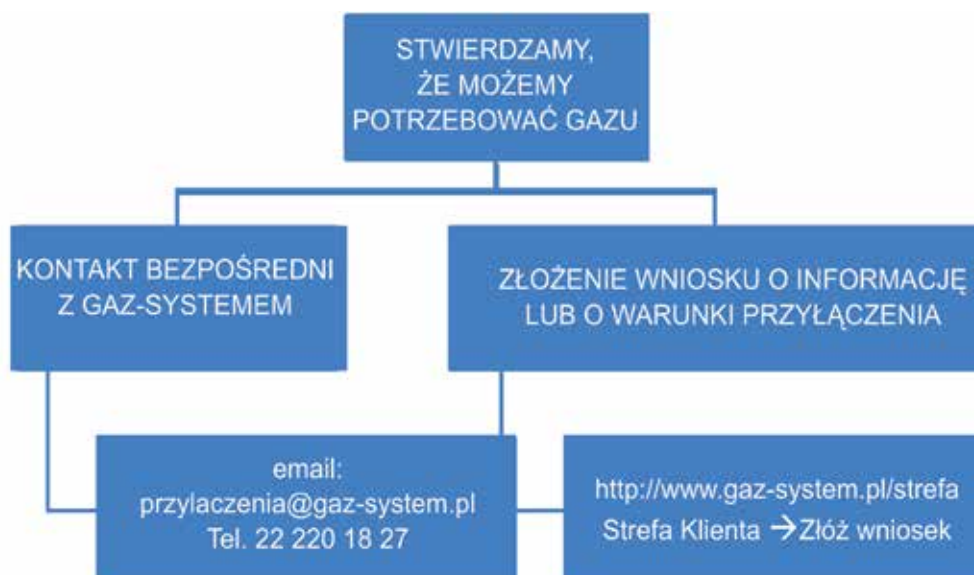 STWIERDZAMY,
ŻE MOŻEMY
POTRZEBOWAĆ GAZU
KONTAKT BEZPOŚREDNI
Z GAZ-SYSTEMEM
ZŁOŻENIE WNIOSKU O INFORMACJĘ
LUB O WARUNKI PRZYŁĄCZENIA
email:
przylaczenia@gaz-system.pl
Tel. 22 220 18 27
http://www.gaz-system.pl/strefa
Strefa Klienta →Złóż wniosek